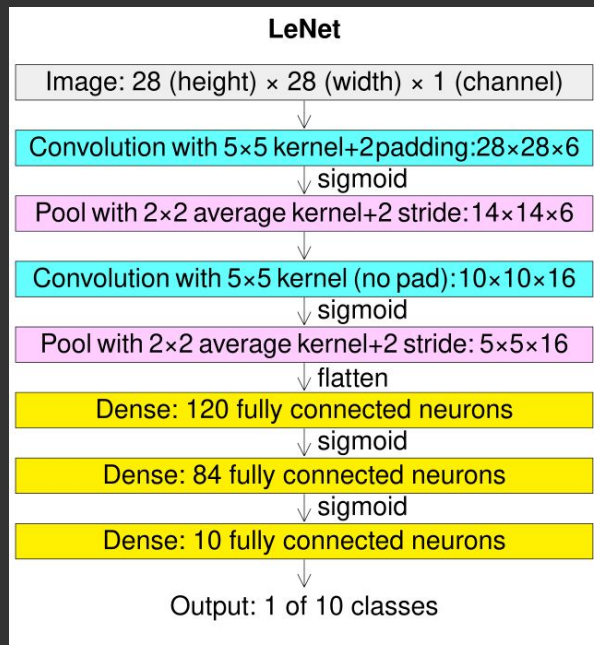 LeNet
Image: 28 (height) × 28 (width) × 1 (channel)
Convolution with 5×5 kernel+2padding:28×28×6
sigmoid
Pool with 2×2 average kernel+2 stride:14×14×6
Convolution with 5×5 kernel (no pad):10×10×16
sigmoid
Pool with 2×2 average kernel+2 stride: 5×5×16
flatten
Dense: 120 fully connected neurons
sigmoid
Dense: 84 fully connected neurons
sigmoid
Dense: 10 fully connected neurons
Output: 1 of 10 classes